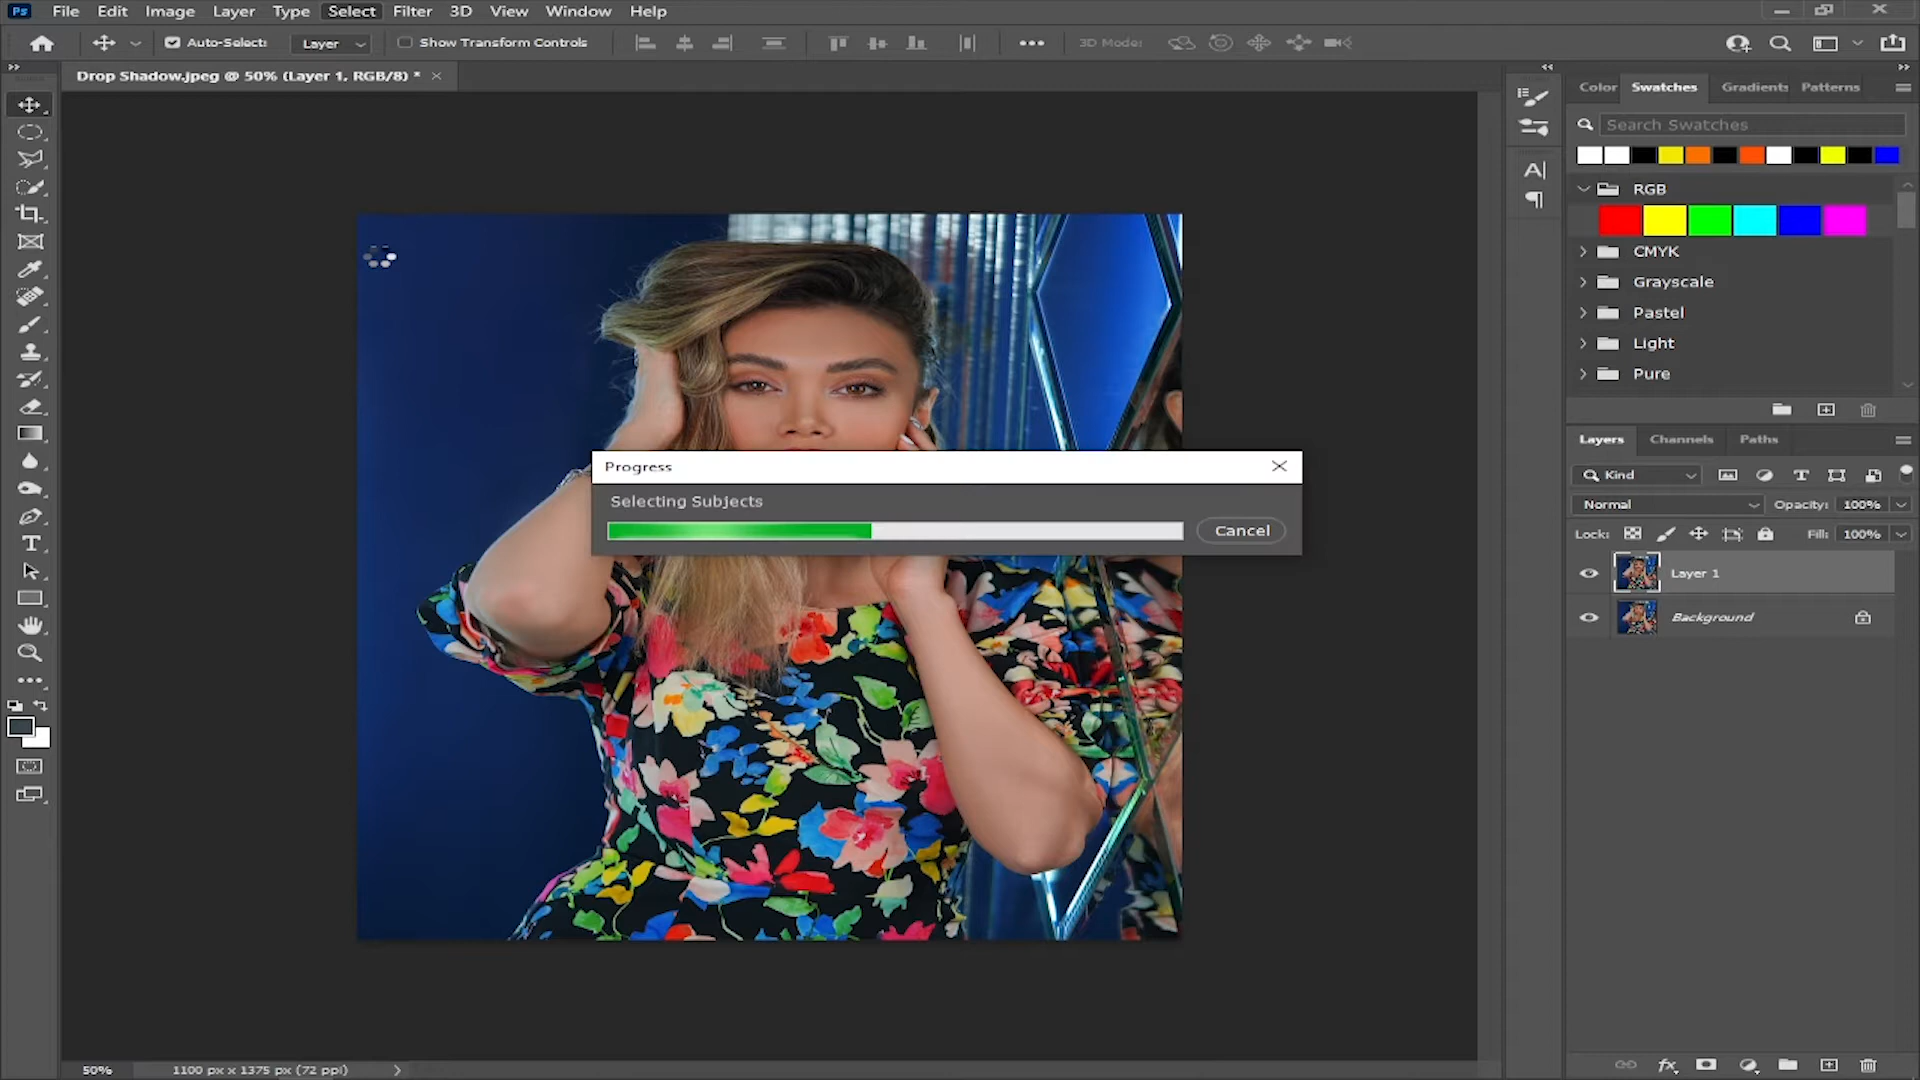 Ps File Edit Image Layer Type Select Filter 3D View Window Help
Auto-Select: Layer Show Transform Controls 3D Mode:
Drop Shadow.jpeg @ 50% (Layer 1, RGB/8) *
Color Swatches Gradients Patterns
Search Swatches
RGB
CMYK
Grayscale
Pastel
Light
Pure
Progress
Selecting Subjects
Cancel
Layers Channels Paths
Kind
Normal Opacity: 100%
Lock: Fill: 100%
Layer 1
Background
50% 1100 px x 1375 px (72 ppi)